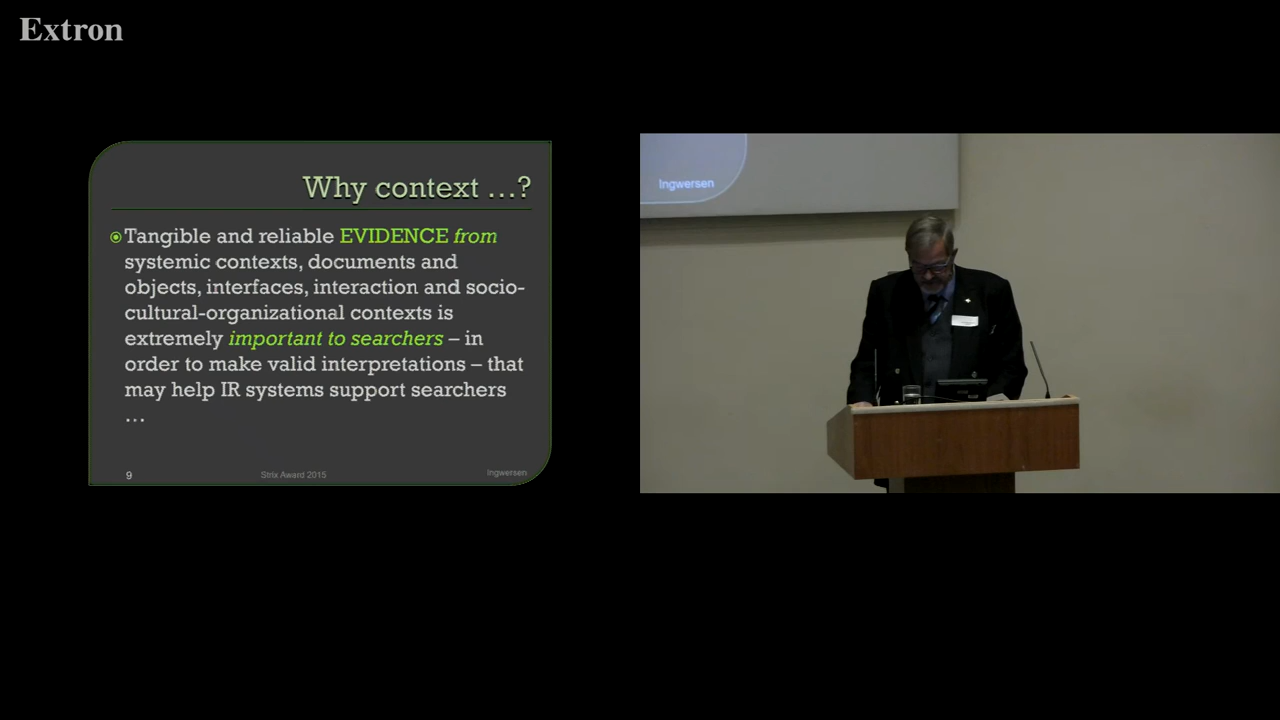 Extron
Why context …?
Tangible and reliable EVIDENCE from
systemic contexts, documents and
objects, interfaces, interaction and socio-
cultural-organizational contexts is
extremely important to searchers – in
order to make valid interpretations – that
may help IR systems support searchers
…
9
Strix Award 2015
Ingwersen
Ingwersen